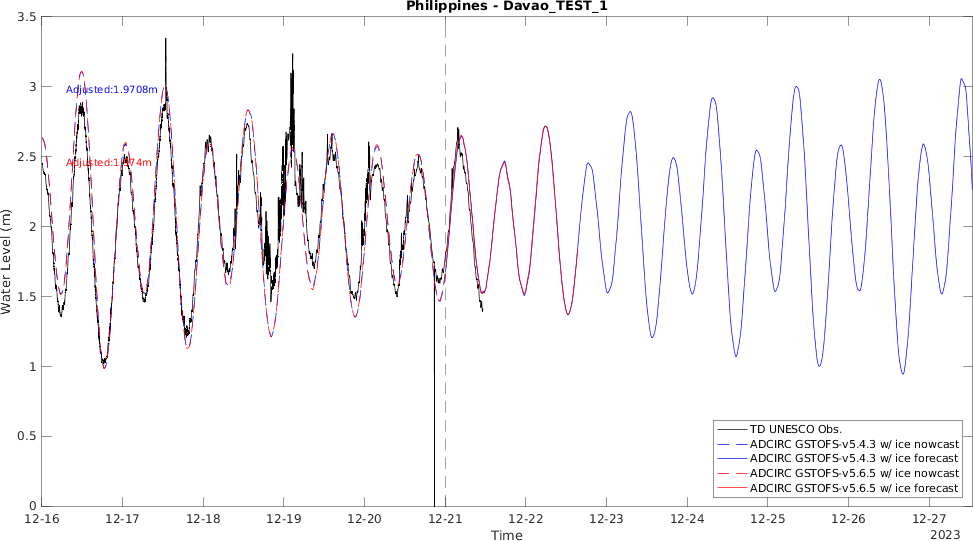 Philippines - Davao_TEST_1
3.5
3
2.5
2
1.5
1
0.5
0
Water Level (m)
Adjusted:1.9708m
12-16
12-17
12-18
12-19
12-20
12-21
12-22
12-23
12-24
12-25
12-26
12-27
2023
Time
TD UNESCO Obs.
ADCIRC GSTOFS-v5.4.3 w/ ice nowcast
ADCIRC GSTOFS-v5.4.3 w/ ice forecast
ADCIRC GSTOFS-v5.6.5 w/ ice nowcast
ADCIRC GSTOFS-v5.6.5 w/ ice forecast